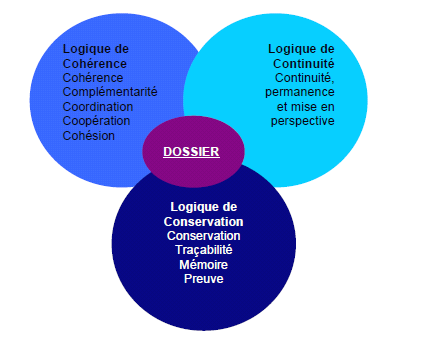 Logique de
Cohérence
Cohérence
Complémentarité
Coordination
Coopération
Cohésion
Logique de
Continuité
Continuité,
permanence
et mise en
perspective
DOSSIER
Logique de
Conservation
Conservation
Traçabilité
Mémoire
Preuve